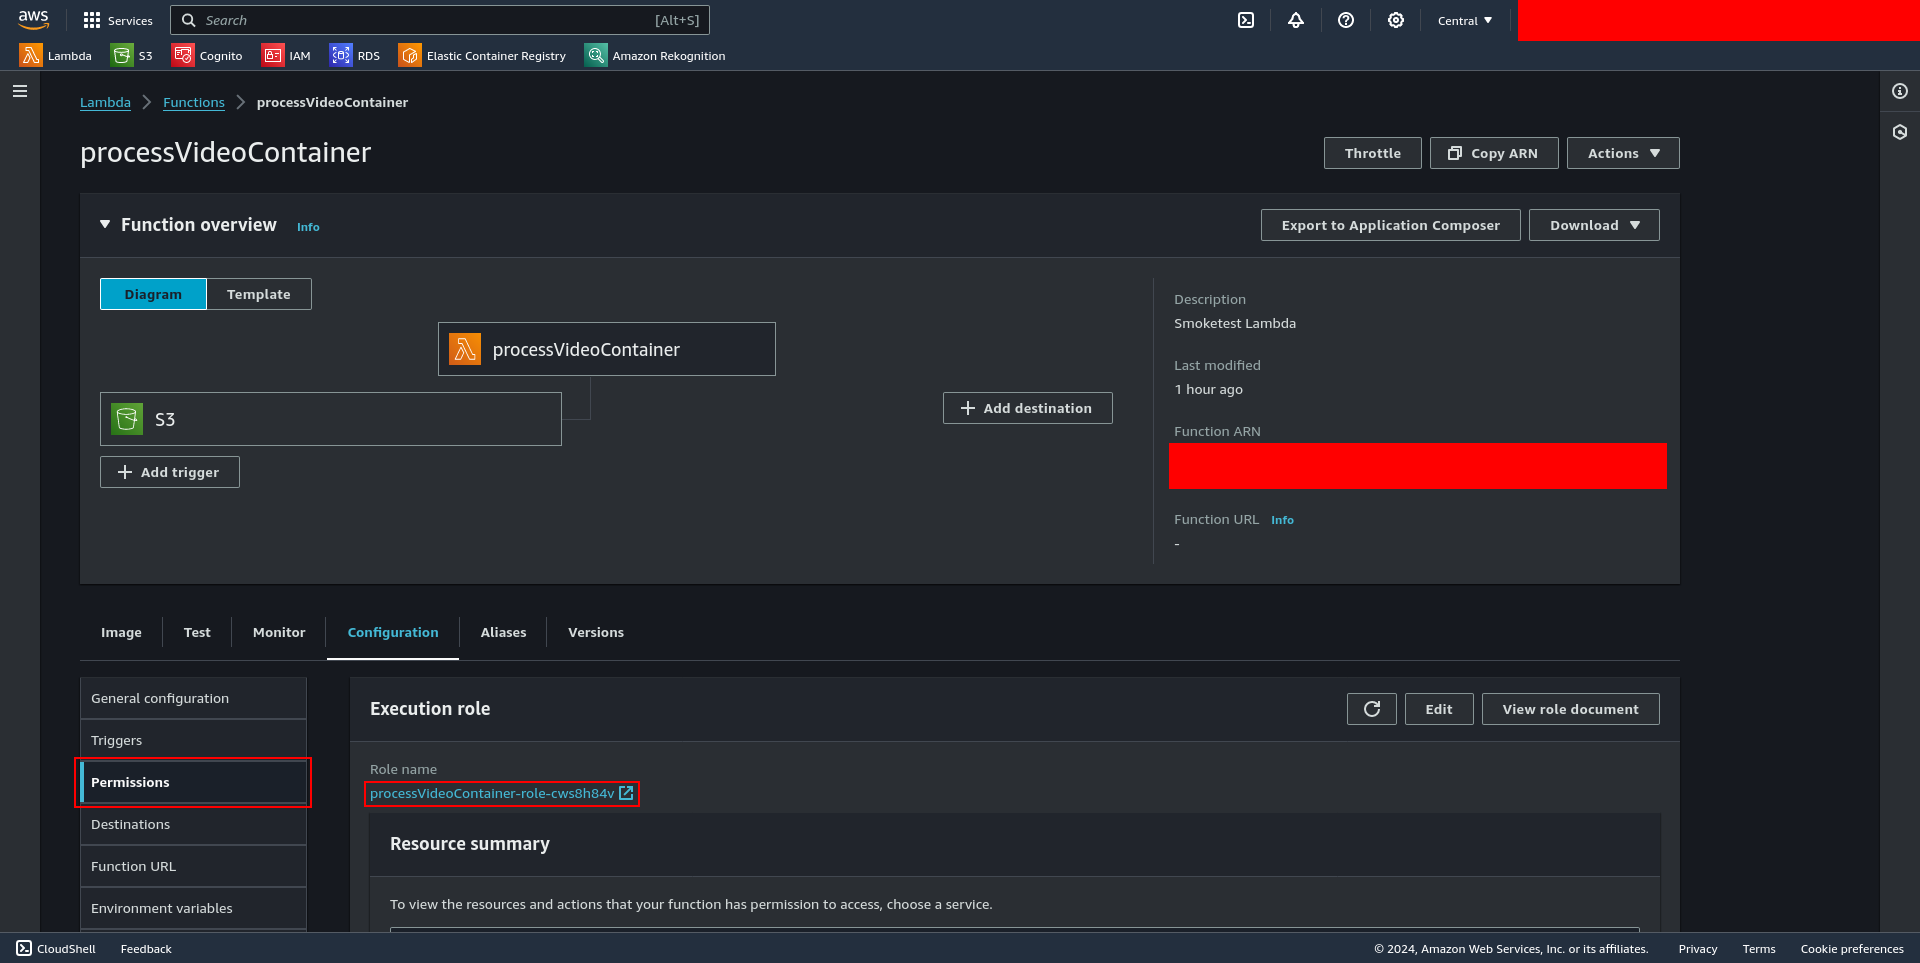 aws
Services
Search
[Alt+S]
Central
Lambda
S3
Cognito
IAM
RDS
Elastic Container Registry
Amazon Rekognition
Lambda
Functions
processVideoContainer
processVideoContainer
Throttle
Copy ARN
Actions
Function overview
Info
Export to Application Composer
Download
Diagram
Template
processVideoContainer
S3
Add trigger
Add destination
Description
Smoketest Lambda
Last modified
1 hour ago
Function ARN
Function URL
Info
-
Image
Test
Monitor
Configuration
Aliases
Versions
General configuration
Triggers
Permissions
Destinations
Function URL
Environment variables
Execution role
Edit
View role document
Role name
processVideoContainer-role-cws8h84v
Resource summary
To view the resources and actions that your function has permission to access, choose a service.
CloudShell
Feedback
© 2024, Amazon Web Services, Inc. or its affiliates.
Privacy
Terms
Cookie preferences